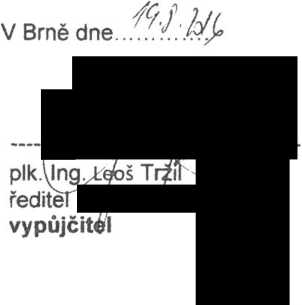 V Brně dne 19.8.2016
plk. Ing. Leoš Tržil
ředitel
vypůjčitel